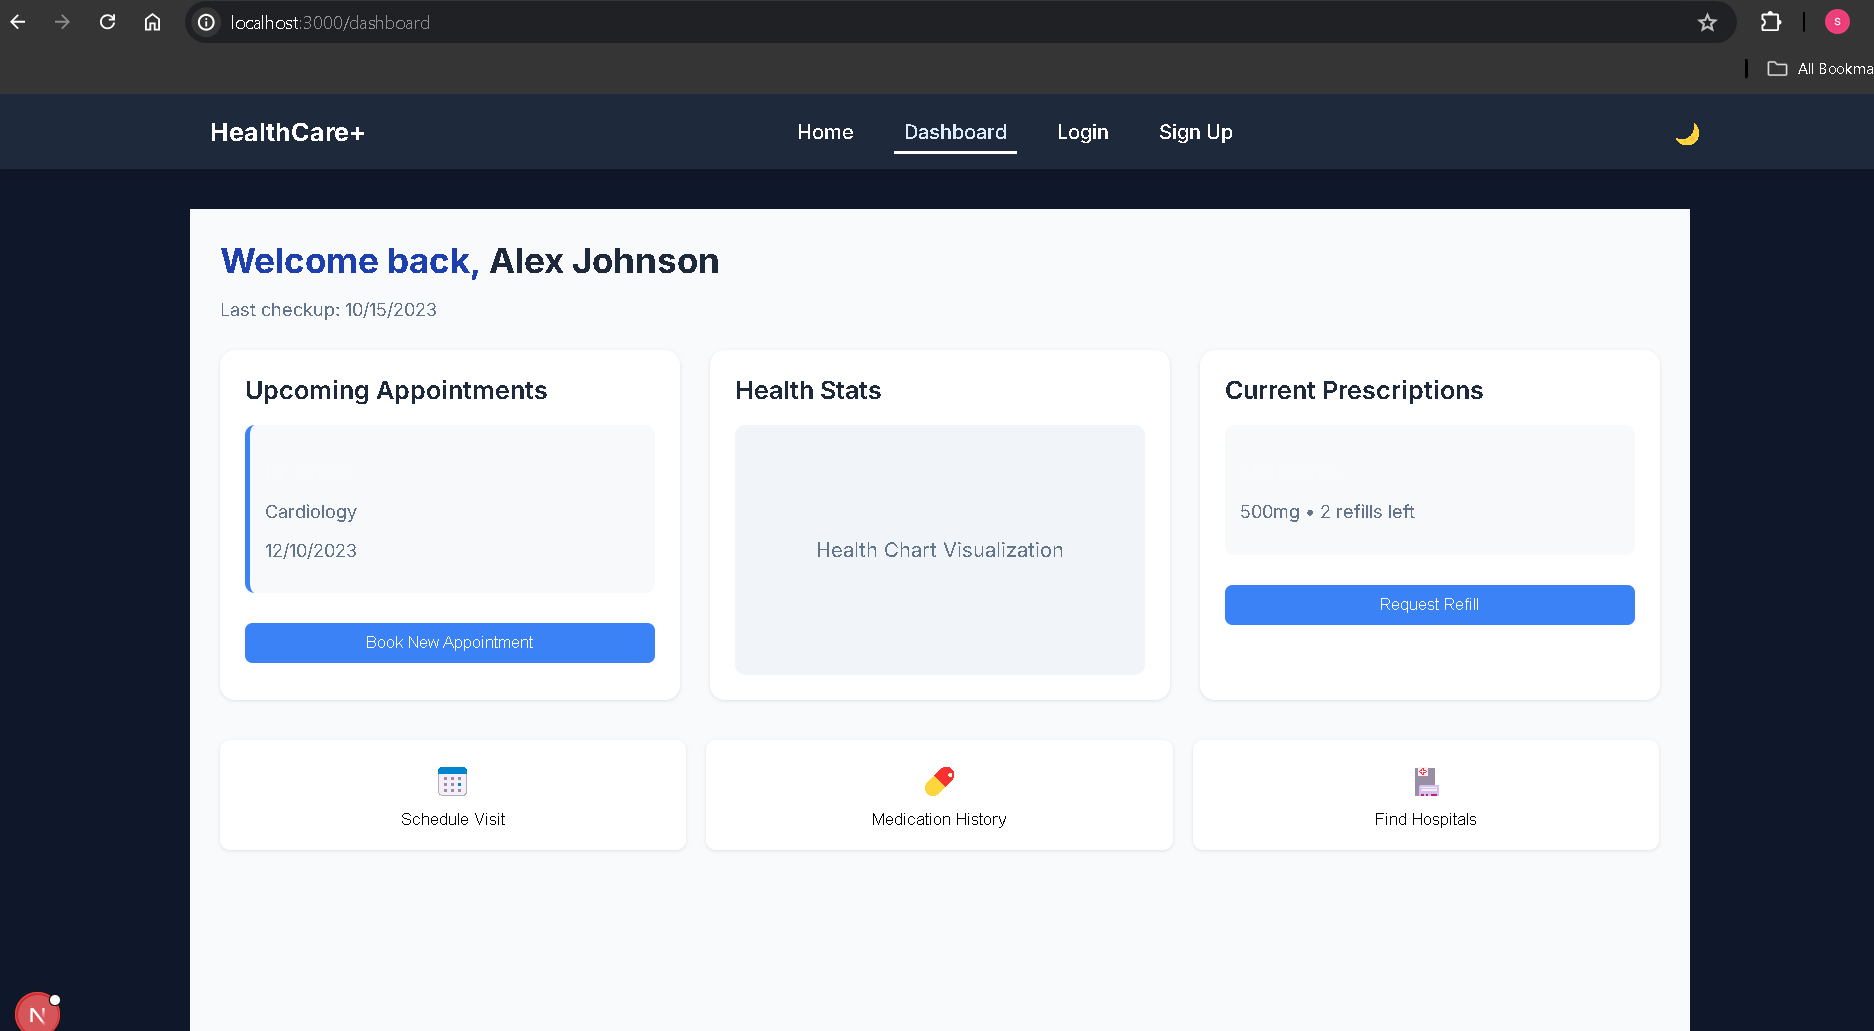 localhost:3000/dashboard
S
All Bookma
HealthCare+
Home
Dashboard
Login
Sign Up
Welcome back, Alex Johnson
Last checkup: 10/15/2023
Upcoming Appointments
Cardiology
12/10/2023
Book New Appointment
Health Stats
Health Chart Visualization
Current Prescriptions
500mg • 2 refills left
Request Refill
Schedule Visit
Medication History
Find Hospitals
N